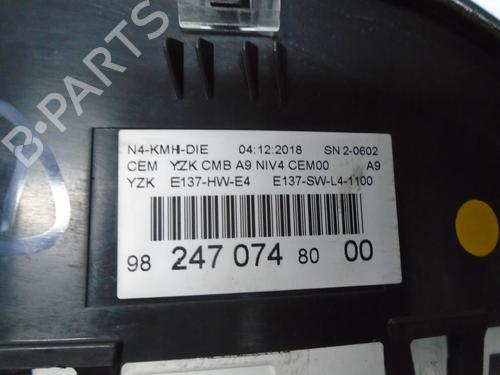 B-PARTS
N4-KMH-DIE 04:12:2018 SN 2-0602
CEM YZK CMB A9 NIV4 CEM00 A9
YZK E137-HW-E4 E137-SW-L4-1100
98 247 074 80 00